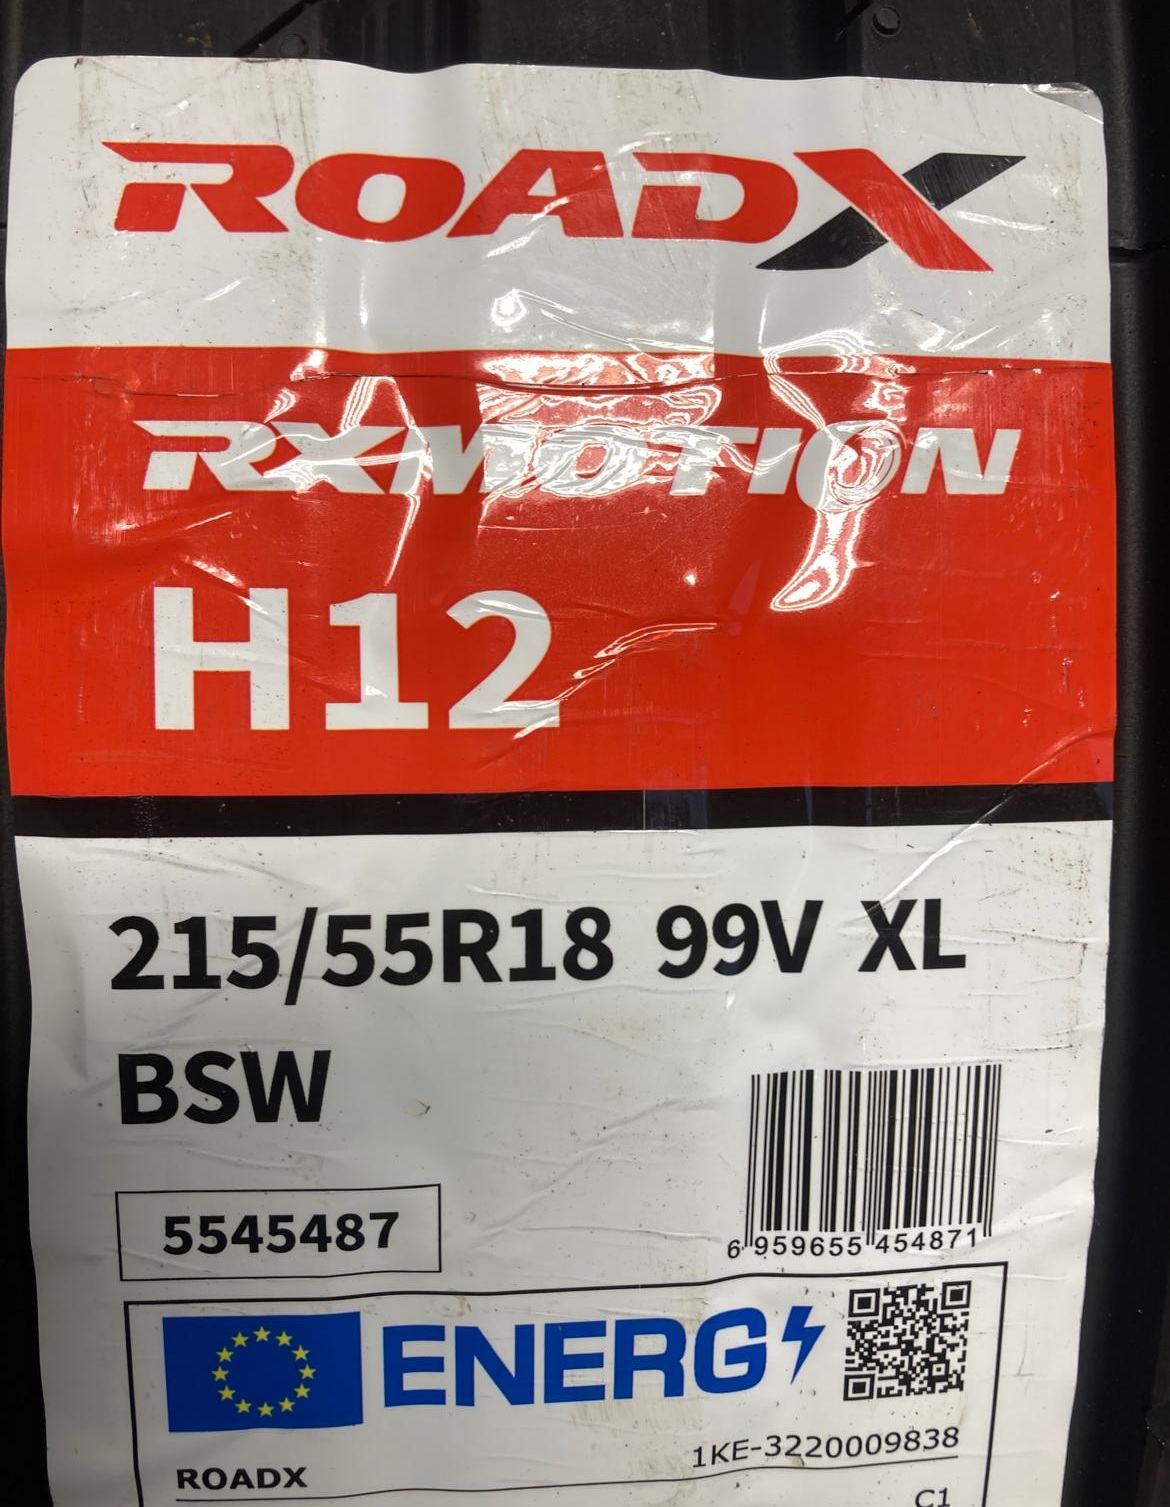 ROADX
RXMOTION
H12
215/55R18 99V XL
BSW
5545487
6 959655 454871
ENERG
1KE-3220009838
ROADX
C1